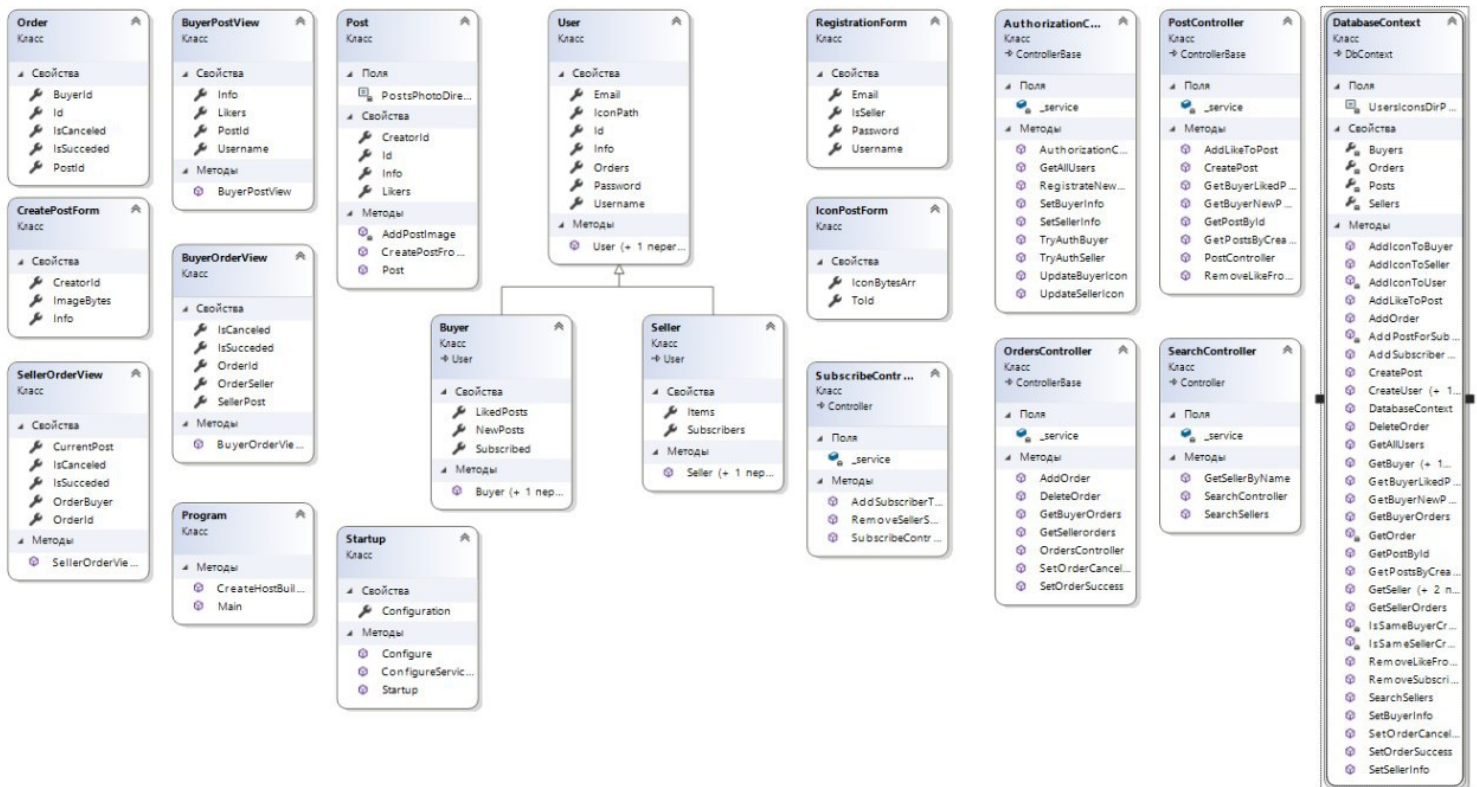 Order
Класс
Свойства
BuyerId
Id
IsCanceled
IsSucceded
PostId
CreatePostForm
Класс
Свойства
CreatorId
ImageBytes
Info
SellerOrderView
Класс
Свойства
CurrentPost
IsCanceled
IsSucceded
OrderBuyer
OrderId
Методы
SellerOrderVie...
BuyerPostView
Класс
Свойства
Info
Likers
PostId
Username
Методы
BuyerPostView
BuyerOrderView
Класс
Свойства
IsCanceled
IsSucceded
OrderId
OrderSeller
SellerPost
Методы
BuyerOrderVie...
Program
Класс
Методы
CreateHostBuil...
Main
Post
Класс
Поля
PostsPhotoDire...
Свойства
CreatorId
Id
Info
Likers
Методы
AddPostImage
CreatePostFro...
Post
User
Класс
Свойства
Email
IconPath
Id
Info
Orders
Password
Username
Методы
User (+ 1 перег...
Buyer
Класс
User
Свойства
LikedPosts
NewPosts
Subscribed
Методы
Buyer (+ 1 пер...
Seller
Класс
User
Свойства
Items
Subscribers
Методы
Seller (+ 1 пер...
Startup
Класс
Свойства
Configuration
Методы
Configure
ConfigureServic...
Startup
RegistrationForm
Класс
Свойства
Email
IsSeller
Password
Username
IconPostForm
Класс
Свойства
IconBytesArr
ToId
SubscribeContr...
Класс
Controller
Поля
_service
Методы
AddSubscriberT...
RemoveSellerS...
SubscribeContr...
AuthorizationC...
Класс
ControllerBase
Поля
_service
Методы
AuthorizationC...
GetAllUsers
RegistrateNew...
SetBuyerInfo
SetSellerInfo
TryAuthBuyer
TryAuthSeller
UpdateBuyerIcon
UpdateSellerIcon
OrdersController
Класс
ControllerBase
Поля
_service
Методы
AddOrder
DeleteOrder
GetBuyerOrders
GetSellerorders
OrdersController
SetOrderCancel...
SetOrderSuccess
PostController
Класс
ControllerBase
Поля
_service
Методы
AddLikeToPost
CreatePost
GetBuyerLikedP...
GetBuyerNewP...
GetPostById
GetPostsByCrea...
PostController
RemoveLikeFro...
SearchController
Класс
Controller
Поля
_service
Методы
GetSellerByName
SearchController
SearchSellers
DatabaseContext
Класс
DbContext
Поля
UsersIconsDirP...
Свойства
Buyers
Orders
Posts
Sellers
Методы
AddIconToBuyer
AddIconToSeller
AddIconToUser
AddLikeToPost
AddOrder
AddPostForSub...
AddSubscriber...
CreatePost
CreateUser (+ 1...
DatabaseContext
DeleteOrder
GetAllUsers
GetBuyer (+ 1...
GetBuyerLikedP...
GetBuyerNewP...
GetBuyerOrders
GetOrder
GetPostById
GetPostsByCrea...
GetSeller (+ 2 п...
GetSellerOrders
IsSameBuyerCr...
IsSameSellerCr...
RemoveLikeFro...
RemoveSubscri...
SearchSellers
SetBuyerInfo
SetOrderCancel...
SetOrderSuccess
SetSellerInfo